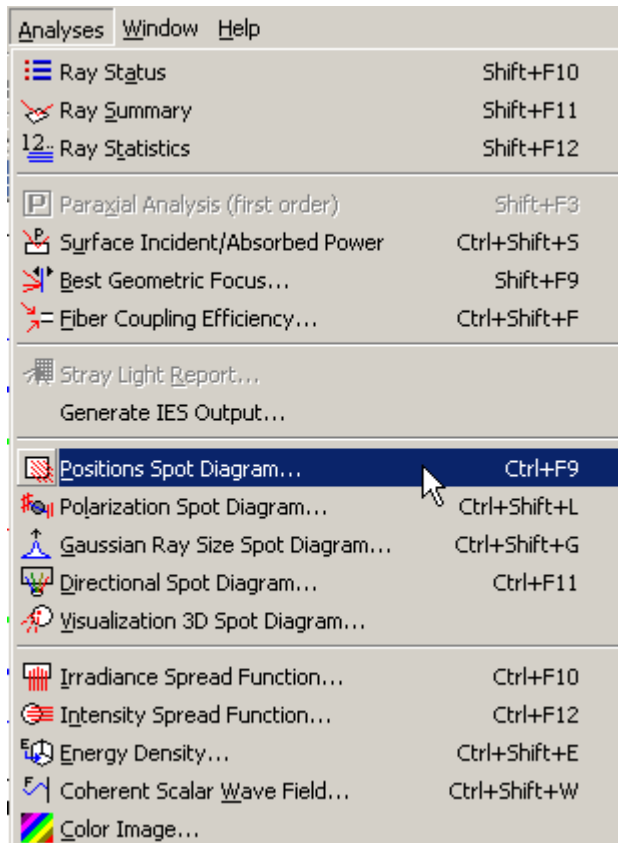 Analyses Window Help
Ray Status Shift+F10
Ray Summary Shift+F11
12.. Ray Statistics Shift+F12
P Paraxial Analysis (first order) Shift+F3
P Surface Incident/Absorbed Power Ctrl+Shift+S
Best Geometric Focus... Shift+F9
Fiber Coupling Efficiency... Ctrl+Shift+F
Stray Light Report...
Generate IES Output...
Positions Spot Diagram... Ctrl+F9
Polarization Spot Diagram... Ctrl+Shift+L
Gaussian Ray Size Spot Diagram... Ctrl+Shift+G
Directional Spot Diagram... Ctrl+F11
Visualization 3D Spot Diagram...
Irradiance Spread Function... Ctrl+F10
Intensity Spread Function... Ctrl+F12
E Energy Density... Ctrl+Shift+E
F Coherent Scalar Wave Field... Ctrl+Shift+W
Color Image...